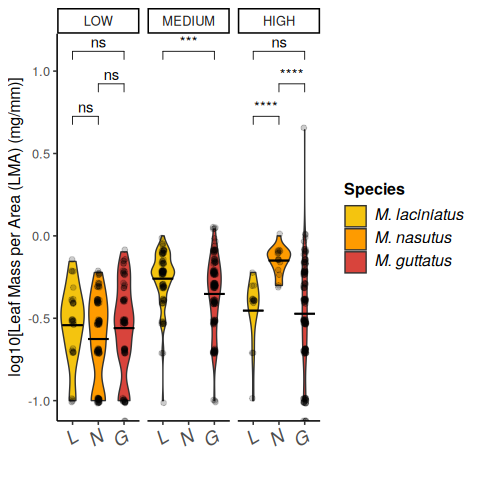 LOW MEDIUM HIGH
ns *** ns
ns ****
ns ****
log10[Leaf Mass per Area (LMA) (mg/mm)]
1.0
0.5
0.0
-0.5
-1.0
L N G L N G L N G
Species
M. laciniatus
M. nasutus
M. guttatus